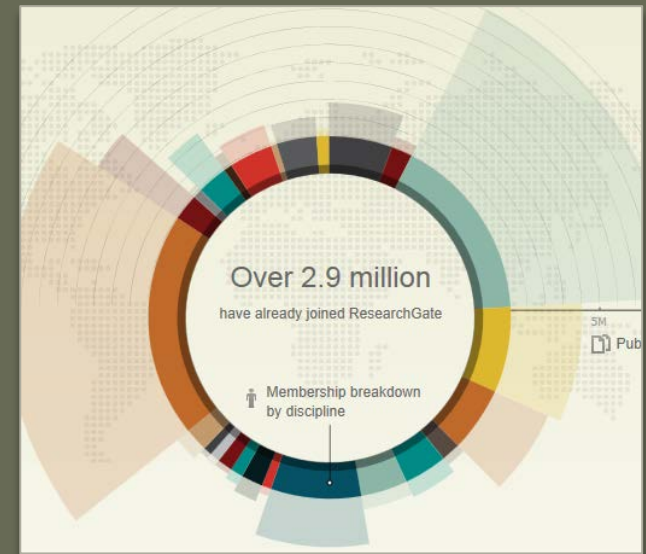 Over 2.9 million
have already joined ResearchGate
5M
Pub
Membership breakdown
by discipline